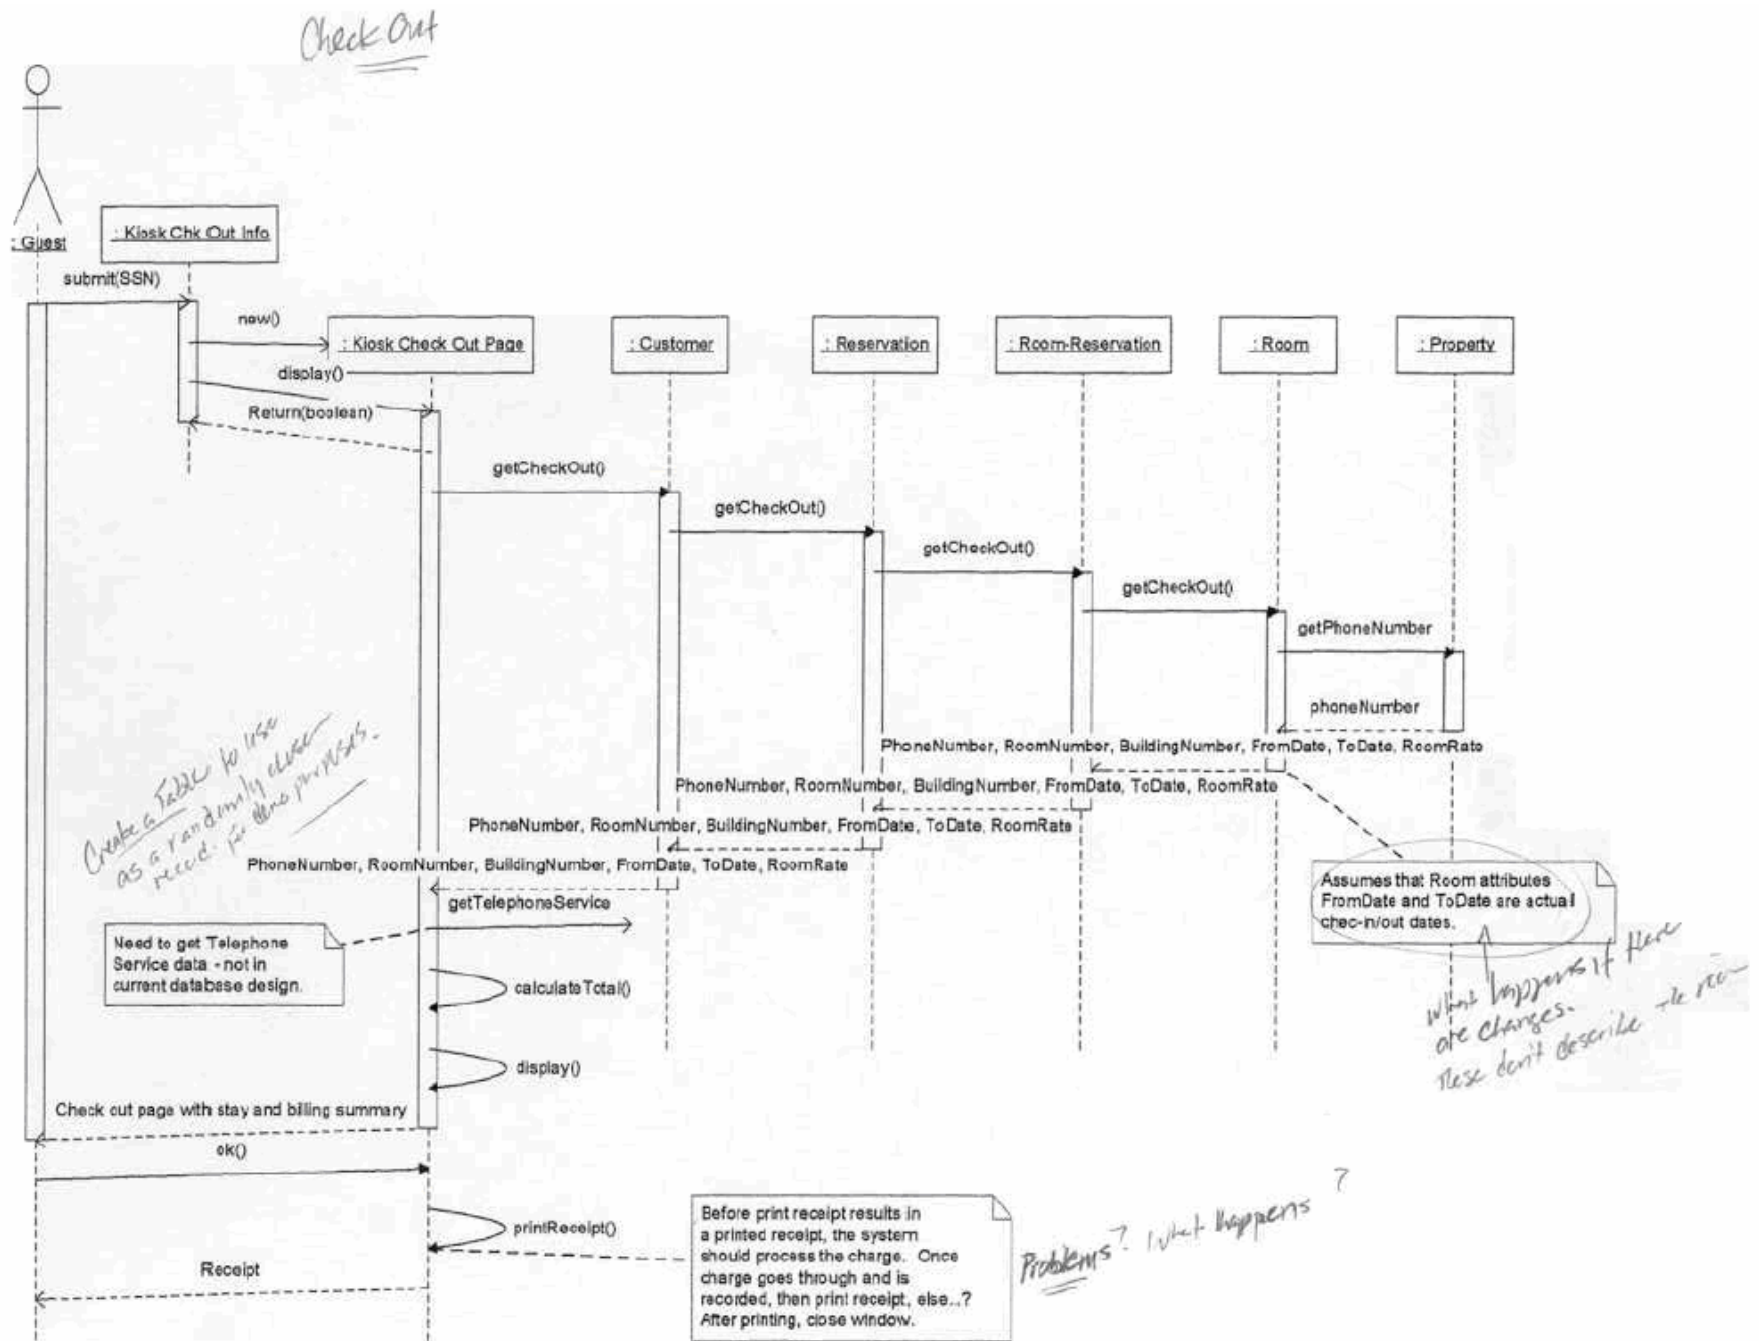 Check Out
: Guest
: Kiosk Chk Out Info
submit(SSN)
new()
: Kiosk Check Out Page
: Customer
: Reservation
: Room-Reservation
: Room
: Property
display()
Return(boolean)
getCheckOut()
getCheckOut()
getCheckOut()
getCheckOut()
getPhoneNumber
phoneNumber
PhoneNumber, RoomNumber, BuildingNumber, FromDate, ToDate, RoomRate
PhoneNumber, RoomNumber, BuildingNumber, FromDate, ToDate, RoomRate
PhoneNumber, RoomNumber, BuildingNumber, FromDate, ToDate, RoomRate
PhoneNumber, RoomNumber, BuildingNumber, FromDate, ToDate, RoomRate
Create a Table to use
as a randomly chose
record for demo purposes.
getTelephoneService
Need to get Telephone
Service data - not in
current database design.
Assumes that Room attributes
FromDate and ToDate are actual
chec-in/out dates.
What happens if there
are changes.
These don't describe the
calculateTotal()
display()
Check out page with stay and billing summary
ok()
printReceipt()
Before print receipt results in
a printed receipt, the system
should process the charge. Once
charge goes through and is
recorded, then print receipt, else..?
After printing, close window.
Problems? What happens ?
Receipt